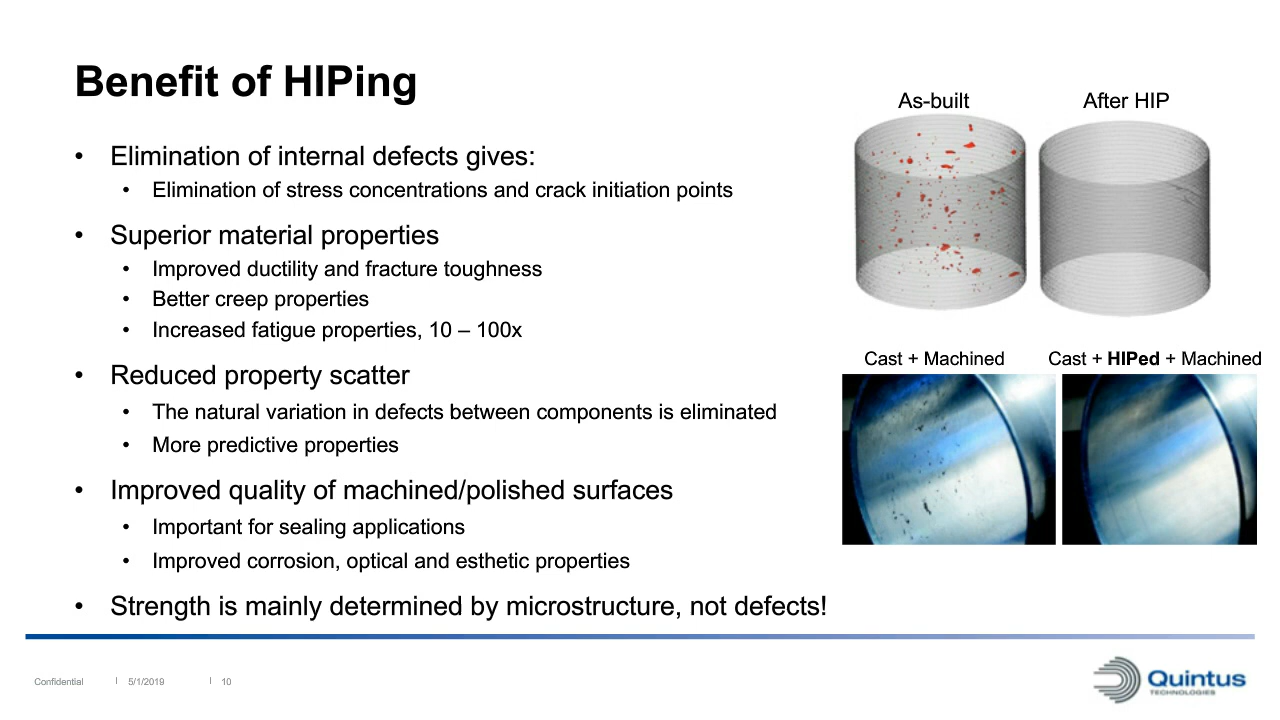 Benefit of HIPing
• Elimination of internal defects gives:
• Elimination of stress concentrations and crack initiation points
• Superior material properties
• Improved ductility and fracture toughness
• Better creep properties
• Increased fatigue properties, 10 – 100x
• Reduced property scatter
• The natural variation in defects between components is eliminated
• More predictive properties
• Improved quality of machined/polished surfaces
• Important for sealing applications
• Improved corrosion, optical and esthetic properties
• Strength is mainly determined by microstructure, not defects!
As-built
After HIP
Cast + Machined
Cast + HIPed + Machined
Confidential | 5/1/2019 | 10
Quintus
TECHNOLOGIES